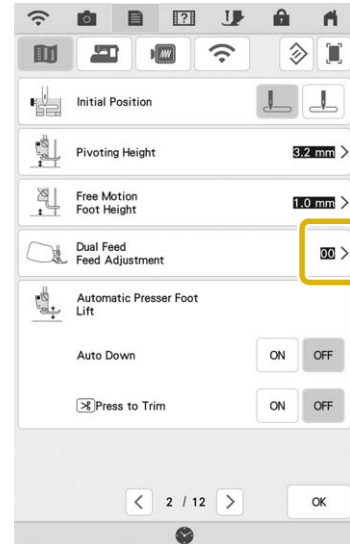 Initial Position
Pivoting Height
3.2 mm >
Free Motion
Foot Height
1.0 mm >
Dual Feed
Feed Adjustment
00 >
Automatic Presser Foot
Lift
Auto Down
ON OFF
Press to Trim
ON OFF
< 2 / 12 > OK